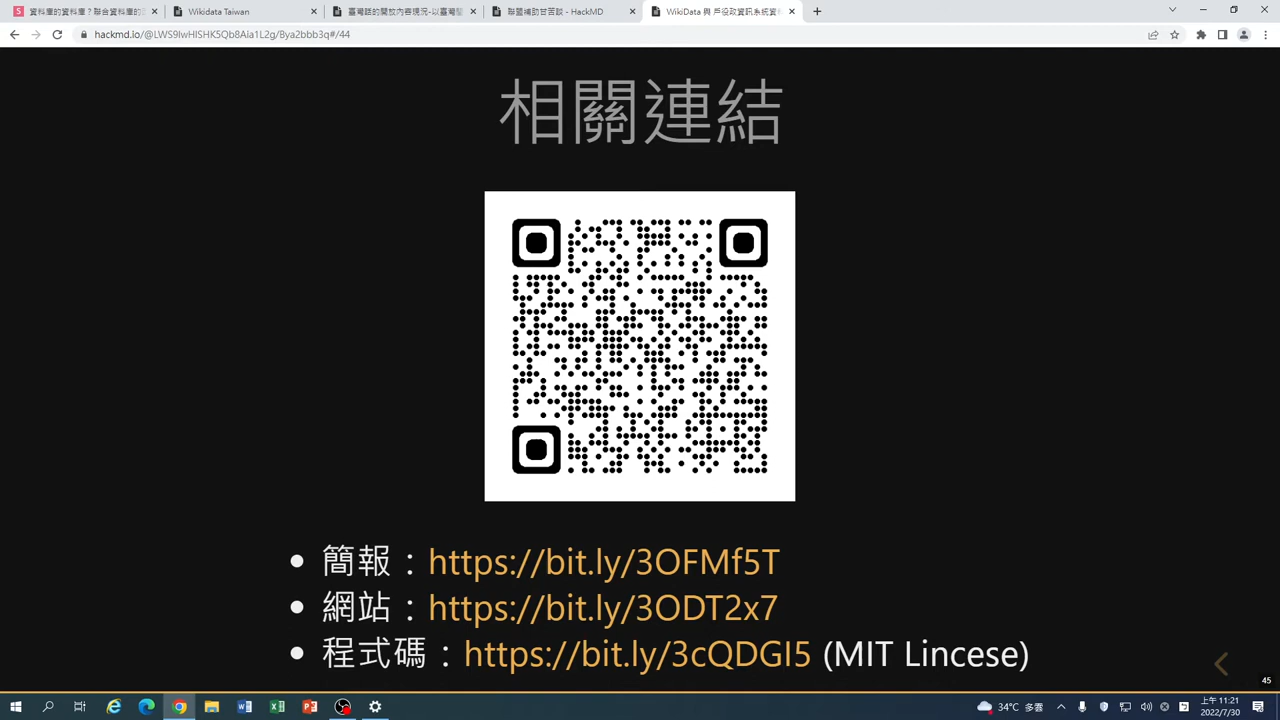 資料庫的資料庫？聯合資料庫的
Wikidata Taiwan
臺灣話的開放內容現況-以臺灣
聯盟補助甘苦談 - HackMD
WikiData 與 戶役政資訊系統資
hackmd.io/@LWS9IwHISHK5Qb8Aia1L2g/Bya2bbb3q#/44
相關連結
簡報：https://bit.ly/3OFMf5T
網站：https://bit.ly/3ODT2x7
程式碼：https://bit.ly/3cQDGI5 (MIT Lincese)
45
34°C 多雲
上午 11:21
2022/7/30